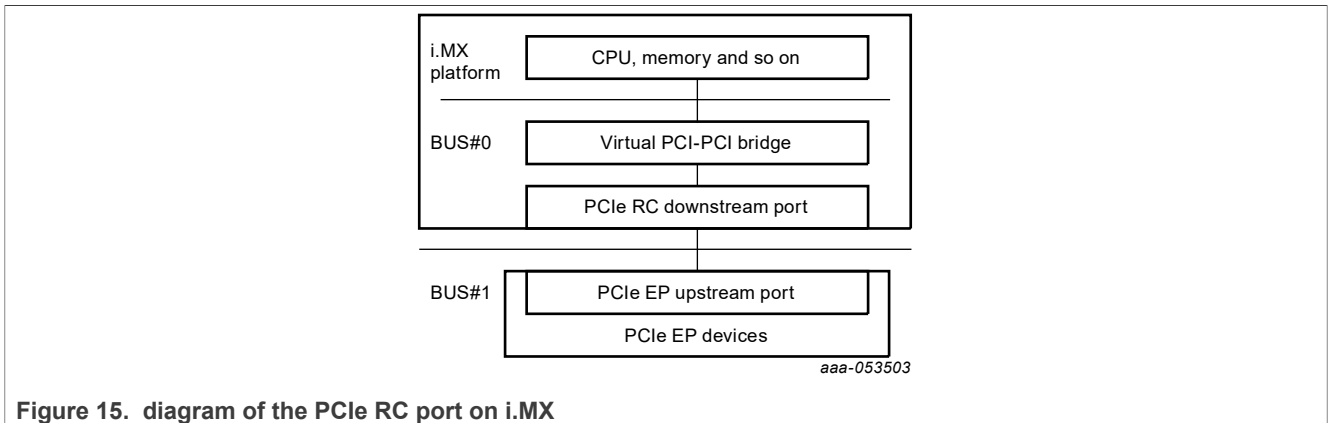 i.MX
platform
CPU, memory and so on
BUS#0
Virtual PCI-PCI bridge
PCIe RC downstream port
BUS#1
PCIe EP upstream port
PCIe EP devices
aaa-053503
Figure 15. diagram of the PCIe RC port on i.MX